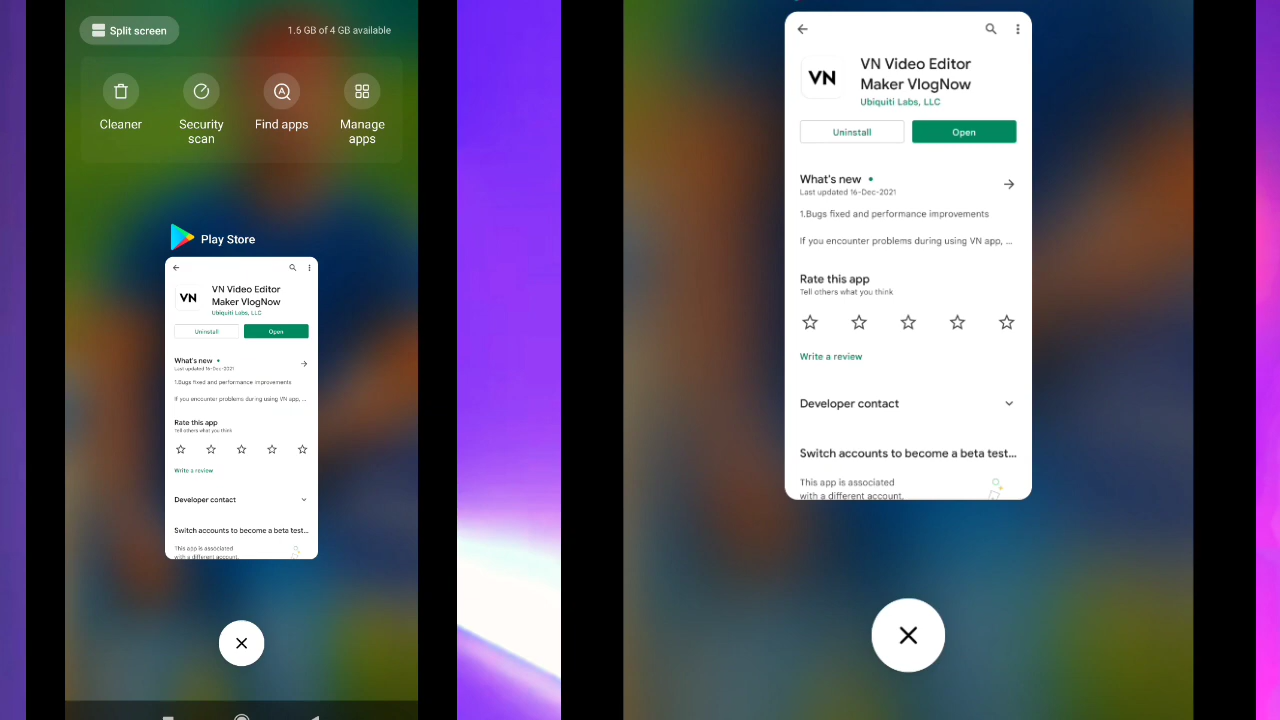 Split screen
1.6 GB of 4 GB available
Cleaner
Security
scan
Find apps
Manage
apps
Play Store
VN
VN Video Editor
Maker VlogNow
Ubiquiti Labs, LLC
Uninstall
Open
What's new
Last updated 16-Dec-2021
1.Bugs fixed and performance improvements
If you encounter problems during using VN app, ...
Rate this app
Tell others what you think
Write a review
Developer contact
Switch accounts to become a beta test...
This app is associated
with a different account.
VN
VN Video Editor
Maker VlogNow
Ubiquiti Labs, LLC
Uninstall
Open
What's new
Last updated 16-Dec-2021
1.Bugs fixed and performance improvements
If you encounter problems during using VN app, ...
Rate this app
Tell others what you think
Write a review
Developer contact
Switch accounts to become a beta test...
This app is associated
with a different account.